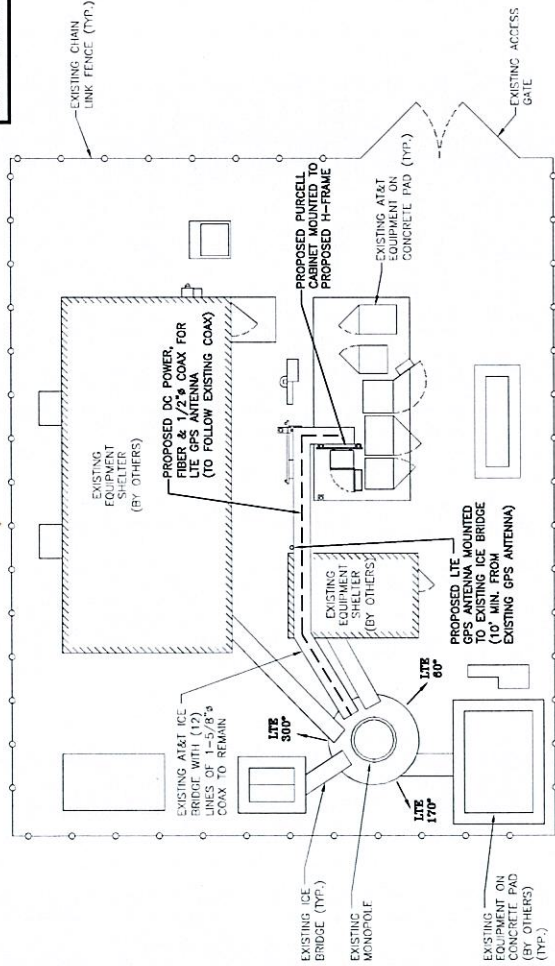 EXISTING CHAIN
LINK FENCE (TYP.)
EXISTING ACCESS
GATE
PROPOSED PURCELL
CABINET MOUNTED TO
PROPOSED H-FRAME
EXISTING AT&T
EQUIPMENT ON
CONCRETE PAD (TYP.)
PROPOSED DC POWER,
FIBER & 1/2"ø COAX FOR
LTE GPS ANTENNA
(TO FOLLOW EXISTING COAX)
EXISTING
EQUIPMENT
SHELTER
(BY OTHERS)
PROPOSED LTE
GPS ANTENNA MOUNTED
TO EXISTING ICE BRIDGE
(10' MIN. FROM
EXISTING GPS ANTENNA)
EXISTING
EQUIPMENT
SHELTER
(BY OTHERS)
EXISTING AT&T ICE
BRIDGE WITH (12)
LINES OF 1-5/8"ø
COAX TO REMAIN
LTE
300°
LTE
60°
LTE
170°
EXISTING ICE
BRIDGE (TYP.)
EXISTING
MONOPOLE
EXISTING
EQUIPMENT ON
CONCRETE PAD
(BY OTHERS)
(TYP.)